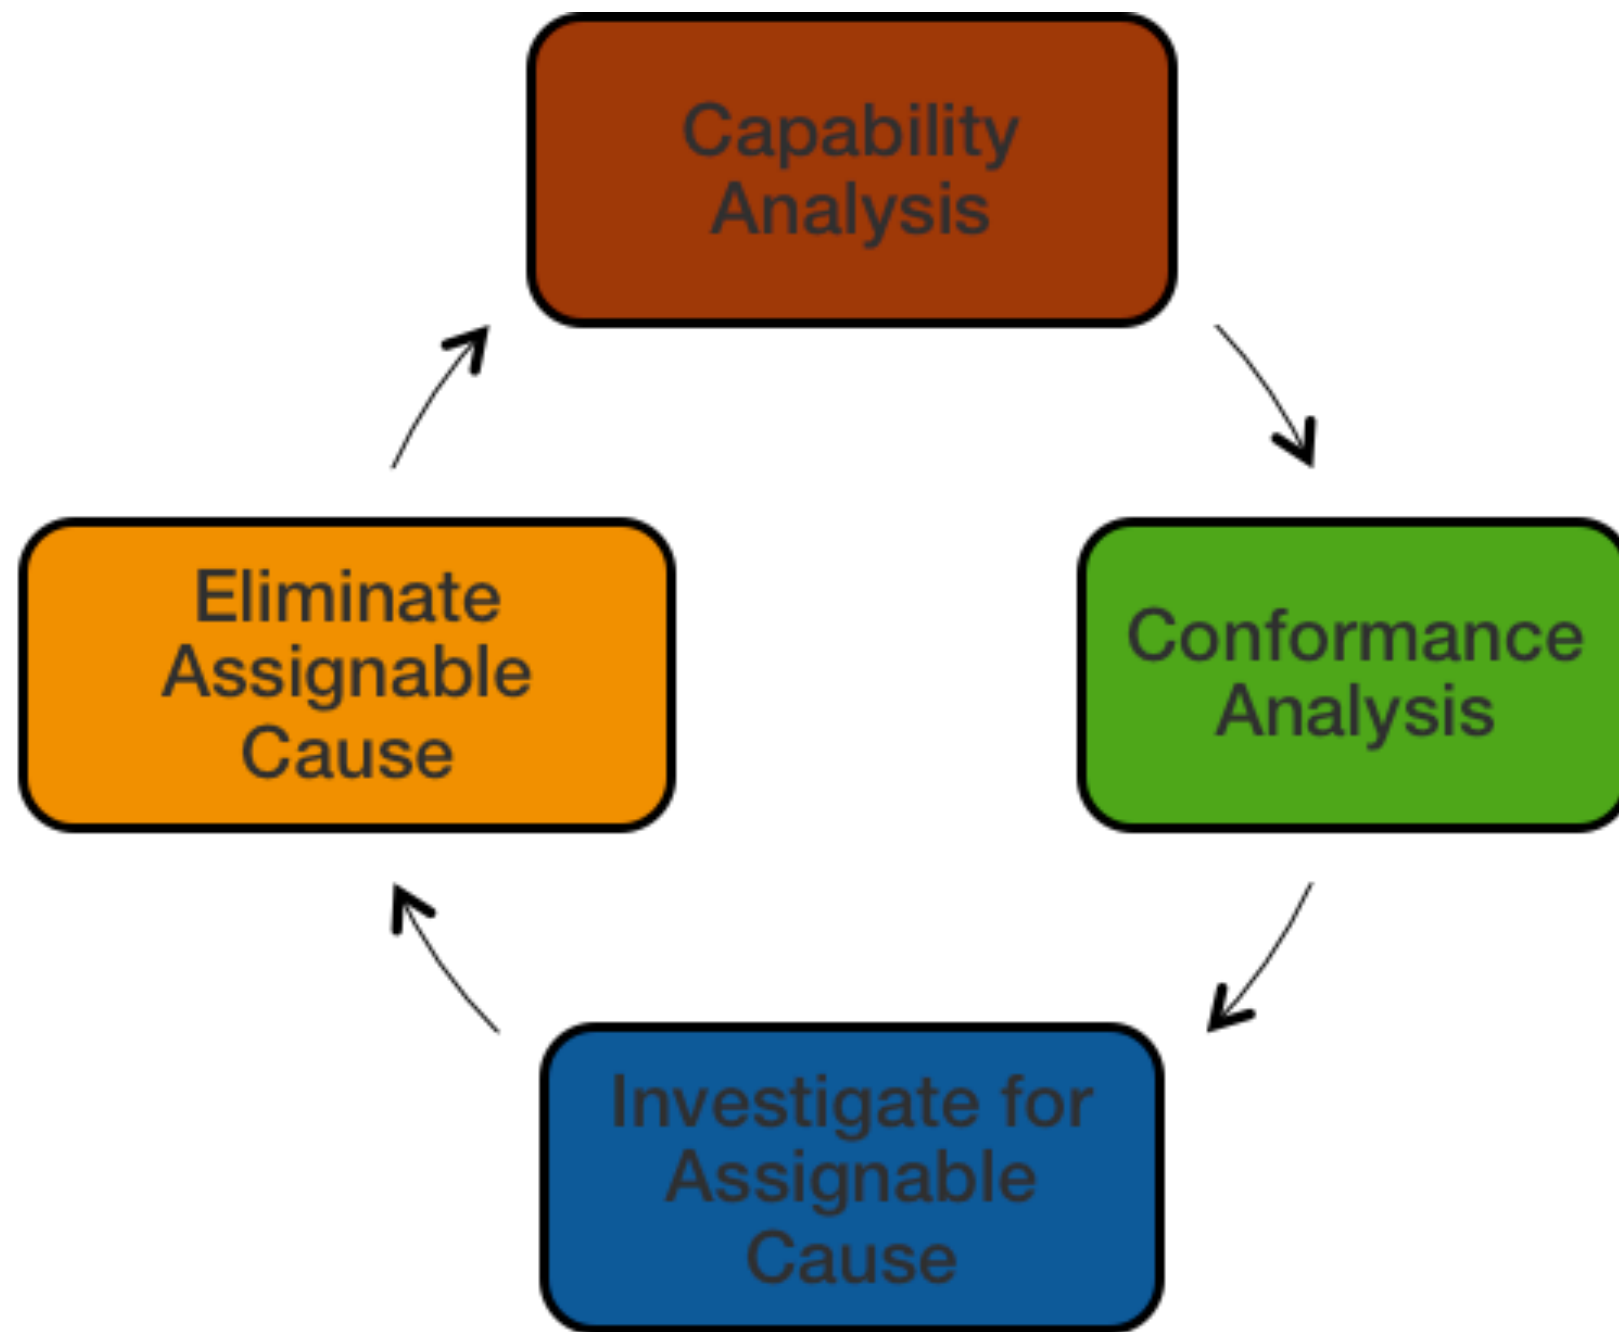 Capability
Analysis
Eliminate
Assignable
Cause
Conformance
Analysis
Investigate for
Assignable
Cause